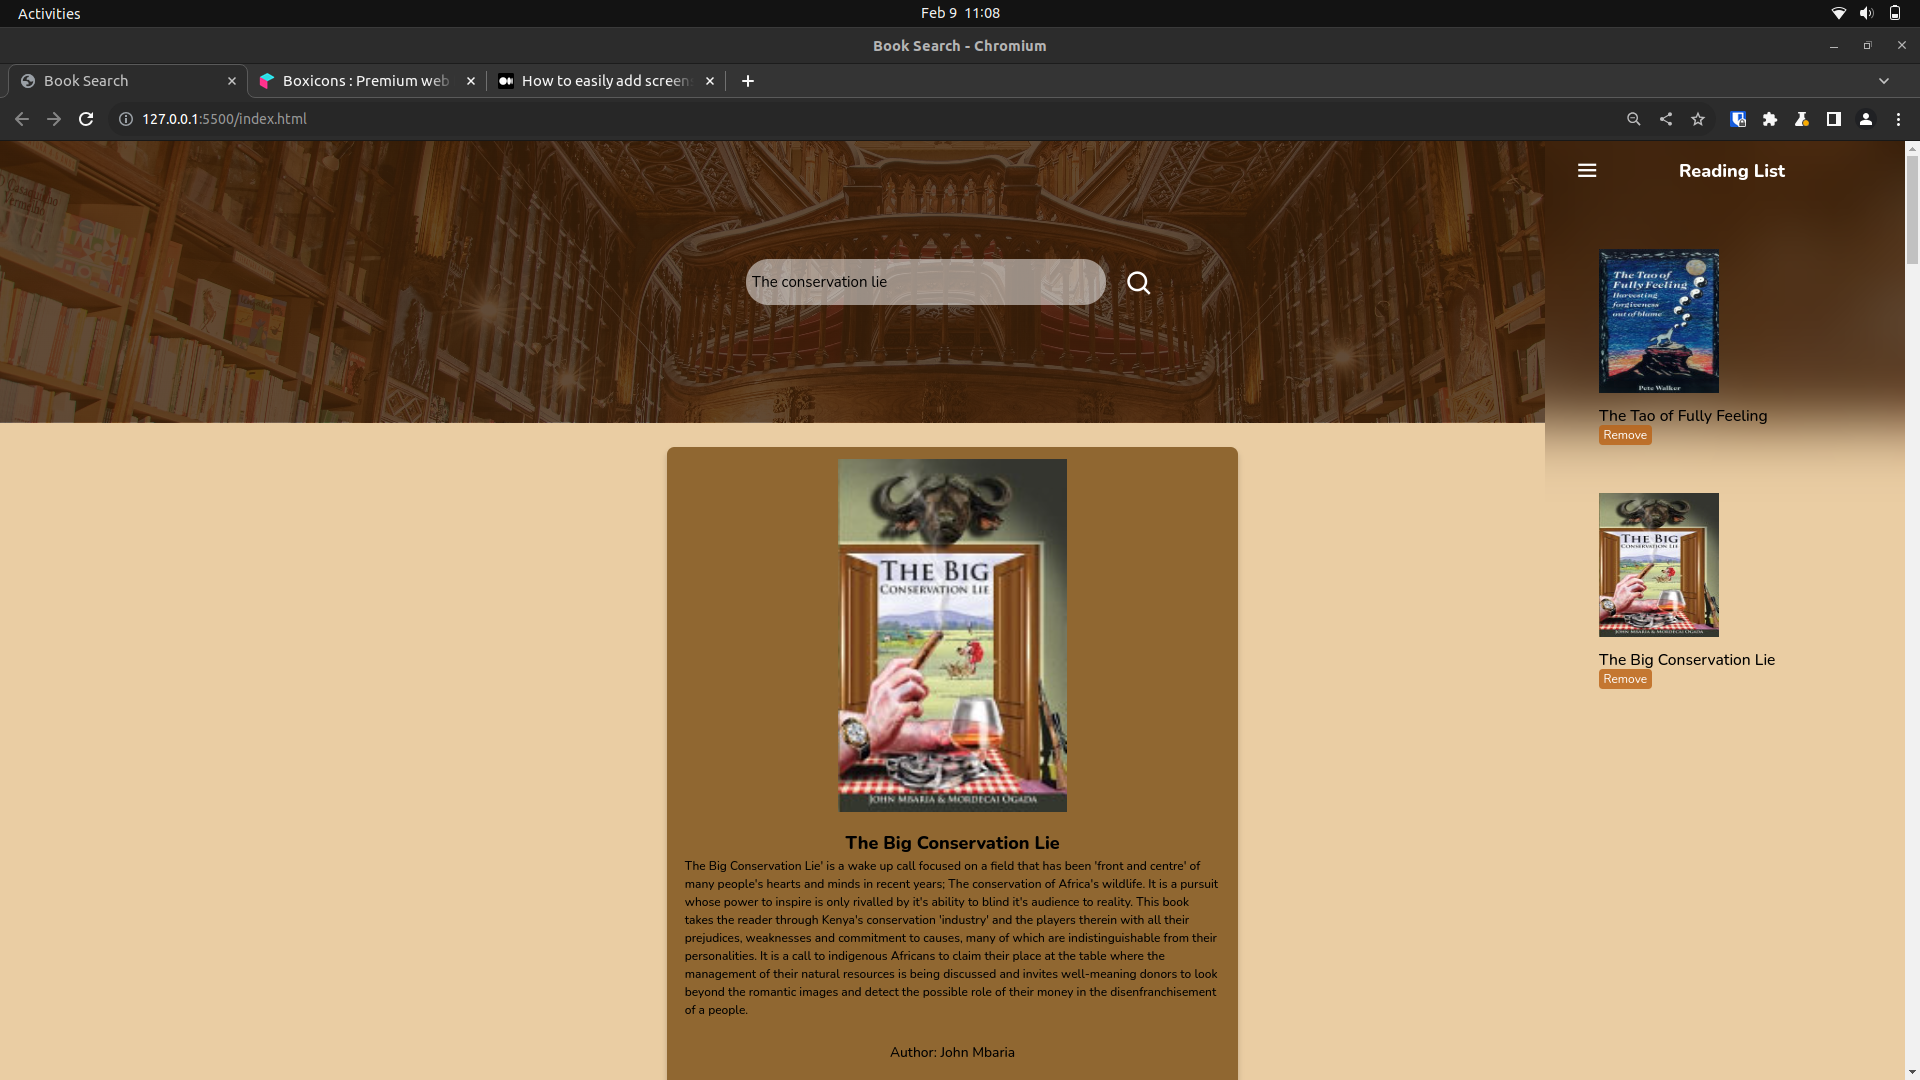 Activities
Feb 9 11:08
Book Search - Chromium
Book Search
Boxicons : Premium web
How to easily add screens
127.0.0.1:5500/index.html
Reading List
The conservation lie
The Tao of
Fully Feeling
Harvesting
forgiveness
out of blame
Pete Walker
The Tao of Fully Feeling
Remove
THE BIG
CONSERVATION LIE
JOHN MBARIA & MORDECAI OGADA
The Big Conservation Lie
Remove
THE BIG
CONSERVATION LIE
JOHN MBARIA & MORDECAI OGADA
The Big Conservation Lie
The Big Conservation Lie' is a wake up call focused on a field that has been 'front and centre' of
many people's hearts and minds in recent years; The conservation of Africa's wildlife. It is a pursuit
whose power to inspire is only rivalled by it's ability to blind it's audience to reality. This book
takes the reader through Kenya's conservation 'industry' and the players therein with all their
prejudices, weaknesses and commitment to causes, many of which are indistinguishable from their
personalities. It is a call to indigenous Africans to claim their place at the table where the
management of their natural resources is being discussed and invites well-meaning donors to look
beyond the romantic images and detect the possible role of their money in the disenfranchisement
of a people.
Author: John Mbaria